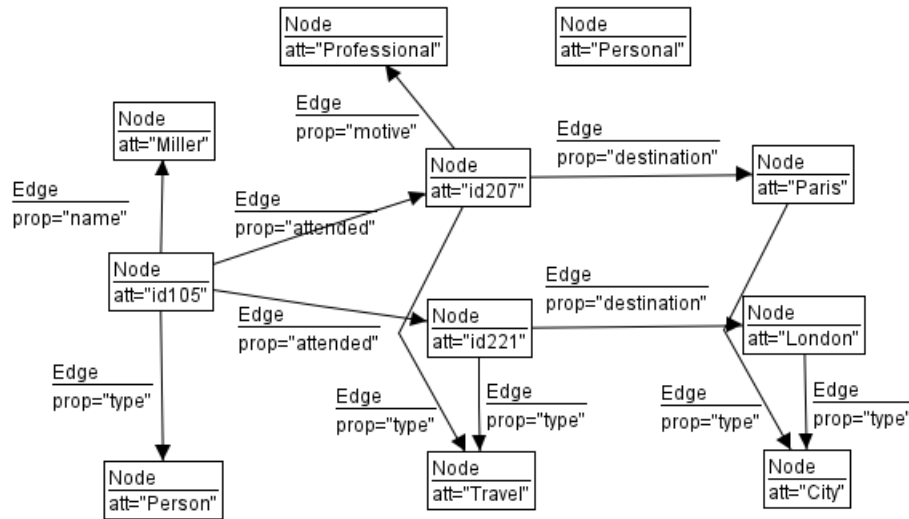 Node
att="Professional"
Node
att="Personal"
Edge
prop="motive"
Node
att="Miller"
Edge
prop="destination"
Node
att="id207"
Node
att="Paris"
Edge
prop="name"
Edge
prop="attended"
Node
att="id105"
Edge
prop="destination"
Node
att="id221"
Node
att="London"
Edge
prop="attended"
Edge
prop="type"
Edge
prop="type"
Edge
prop="type"
Edge
prop="type"
Edge
prop="type"
Node
att="Person"
Node
att="Travel"
Node
att="City"